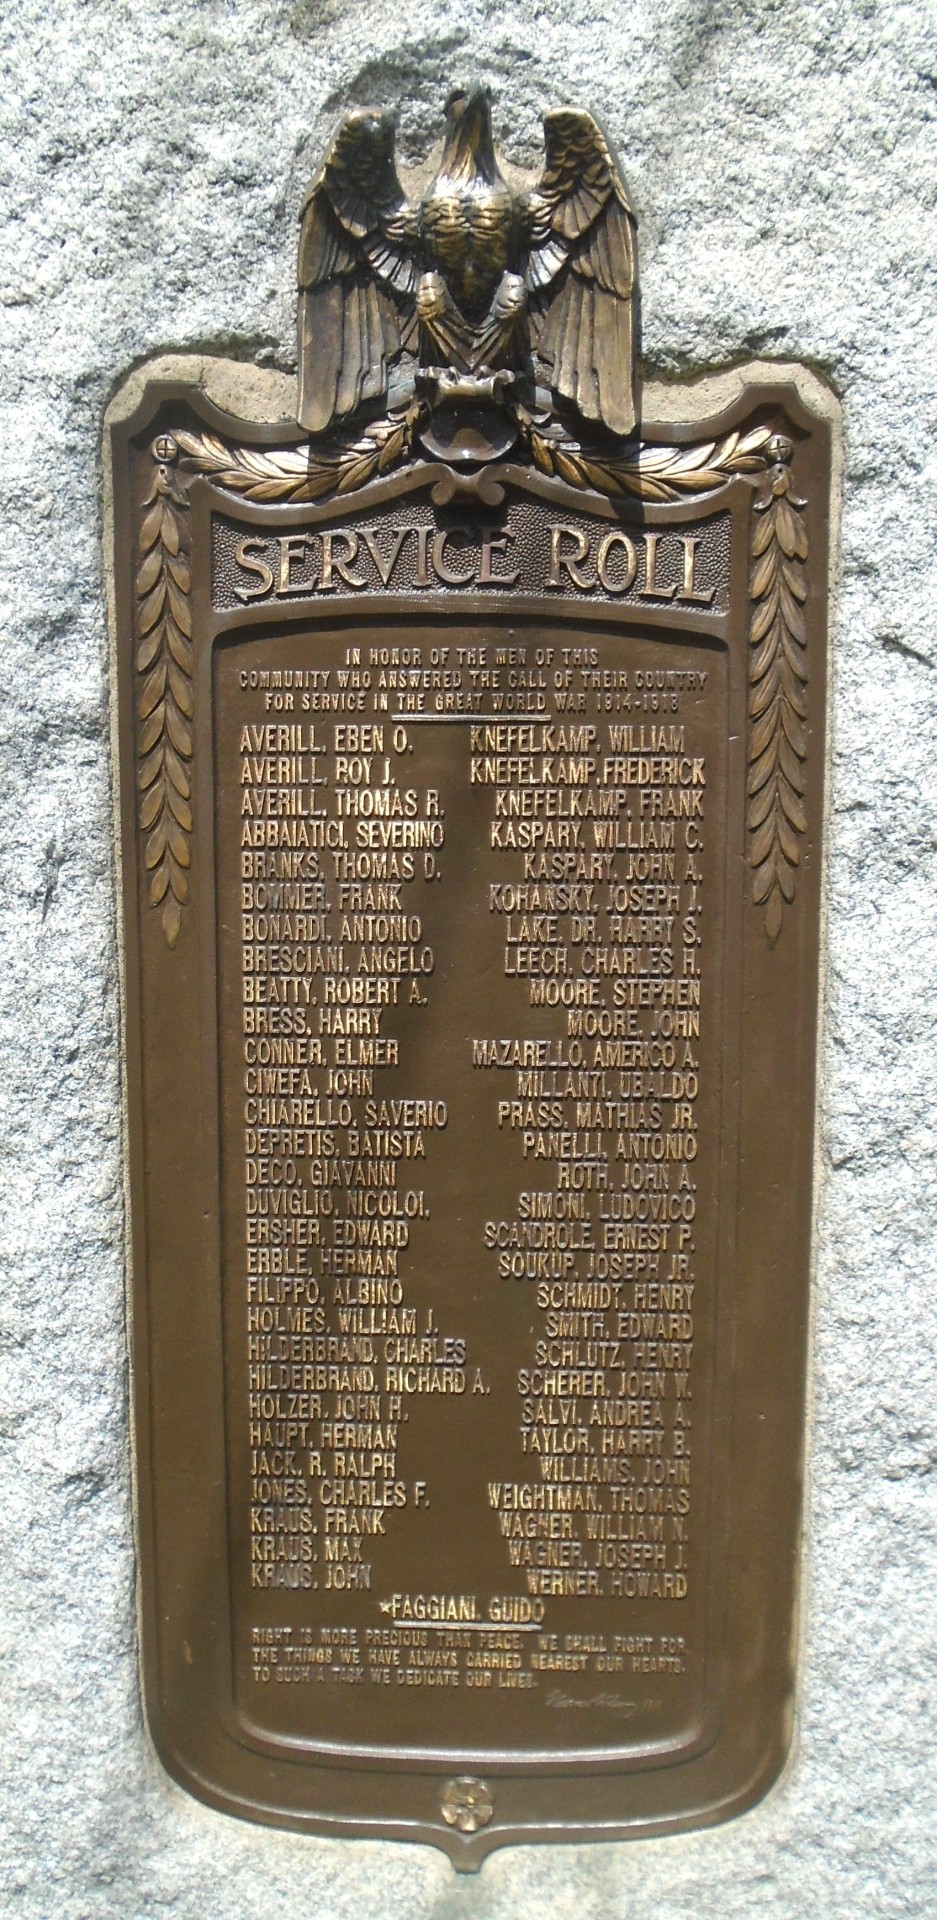 SERVICE ROLL
IN HONOR OF THE MEN OF THIS
COMMUNITY WHO ANSWERED THE CALL OF THEIR COUNTRY
FOR SERVICE IN THE GREAT WORLD WAR 1914-1918
AVERILL, EBEN O.
AVERILL, ROY J.
AVERILL, THOMAS R.
ABBAIATICI, SEVERINO
BRANKS, THOMAS D.
BOMMER, FRANK
BONARDI, ANTONIO
BRESCIANI, ANGELO
BEATTY, ROBERT A.
BRESS, HARRY
CONNER, ELMER
CIWEFA, JOHN
CHIARELLO, SAVERIO
DEPRETIS, BATISTA
DECO, GIAVANNI
DUVIGLIO, NICOLOI.
ERSHER, EDWARD
ERBLE, HERMAN
FILIPPO, ALBINO
HOLMES, WILLIAM J.
HILDERBRAND, CHARLES
HILDERBRAND, RICHARD A.
HOLZER, JOHN H.
HAUPT, HERMAN
JACK, R. RALPH
JONES, CHARLES F.
KRAUS, FRANK
KRAUS, MAX
KRAUS, JOHN
KNEFELKAMP, WILLIAM
KNEFELKAMP, FREDERICK
KNEFELKAMP, FRANK
KASPARY, WILLIAM C.
KASPARY, JOHN A.
KOHANSKY, JOSEPH J.
LAKE, DR. HARRY S.
LEECH, CHARLES H.
MOORE, STEPHEN
MOORE, JOHN
MAZARELLO, AMERICO A.
MILLANTI, UBALDO
PRASS, MATHIAS JR.
PANELLI, ANTONIO
ROTH, JOHN A.
SIMONI, LUDOVICO
SCANDROLE, ERNEST P.
SOUKUP, JOSEPH JR.
SCHMIDT, HENRY
SMITH, EDWARD
SCHLUTZ, HENRY
SCHERER, JOHN W.
SALVI, ANDREA A.
TAYLOR, HARRY B.
WILLIAMS, JOHN
WEIGHTMAN, THOMAS
WAGNER, WILLIAM N.
WAGNER, JOSEPH J.
WERNER, HOWARD
★FAGGIANI, GUIDO
RIGHT IS MORE PRECIOUS THAN PEACE. WE SHALL FIGHT FOR
THE THINGS WE HAVE ALWAYS CARRIED NEAREST OUR HEARTS.
TO SUCH A TASK WE DEDICATE OUR LIVES.